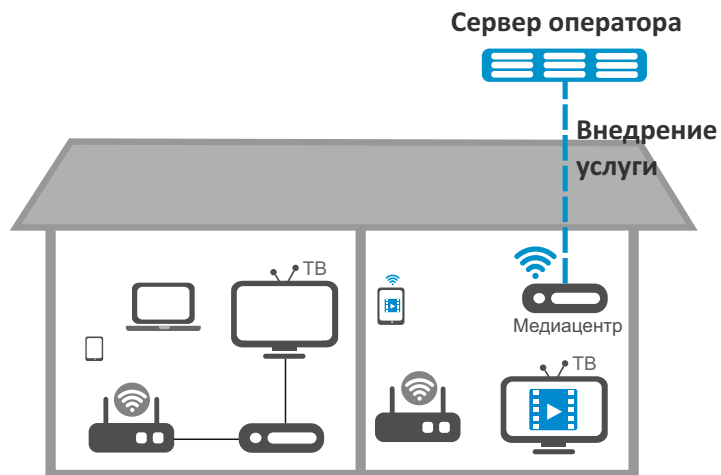 Сервер оператора
Внедрение
услуги
ТВ
Медиацентр
ТВ